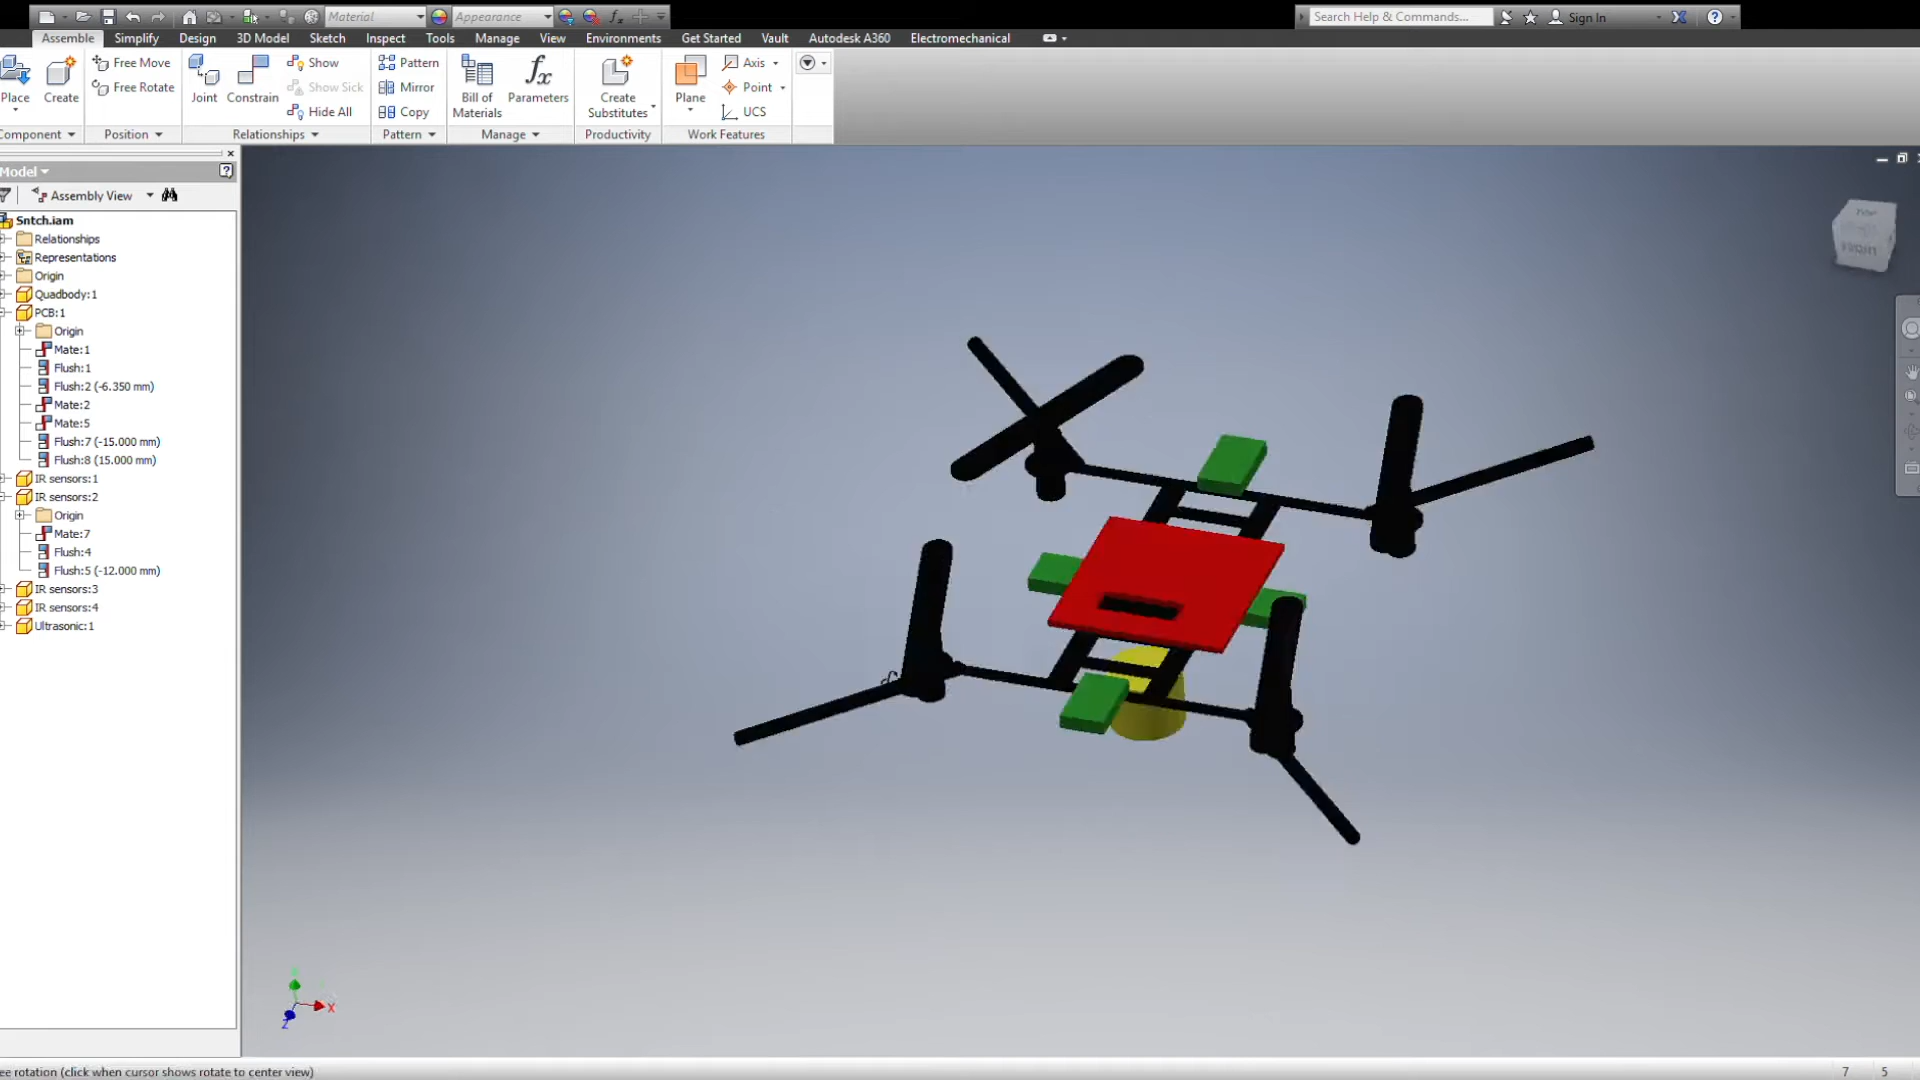 Material
Appearance
Search Help & Commands...
Sign In
Assemble
Simplify
Design
3D Model
Sketch
Inspect
Tools
Manage
View
Environments
Get Started
Vault
Autodesk A360
Electromechanical
Place
Create
Free Move
Free Rotate
Joint
Constrain
Show
Show Sick
Hide All
Pattern
Mirror
Copy
Bill of
Materials
Parameters
Create
Substitutes
Plane
Axis
Point
UCS
Component
Position
Relationships
Pattern
Manage
Productivity
Work Features
Model
Assembly View
Sntch.iam
Relationships
Representations
Origin
Quadbody:1
PCB:1
Origin
Mate:1
Flush:1
Flush:2 (-6.350 mm)
Mate:2
Mate:5
Flush:7 (-15.000 mm)
Flush:8 (15.000 mm)
IR sensors:1
IR sensors:2
Origin
Mate:7
Flush:4
Flush:5 (-12.000 mm)
IR sensors:3
IR sensors:4
Ultrasonic:1
TOP
FRONT
X
Z
ee rotation (click when cursor shows rotate to center view)
7 5